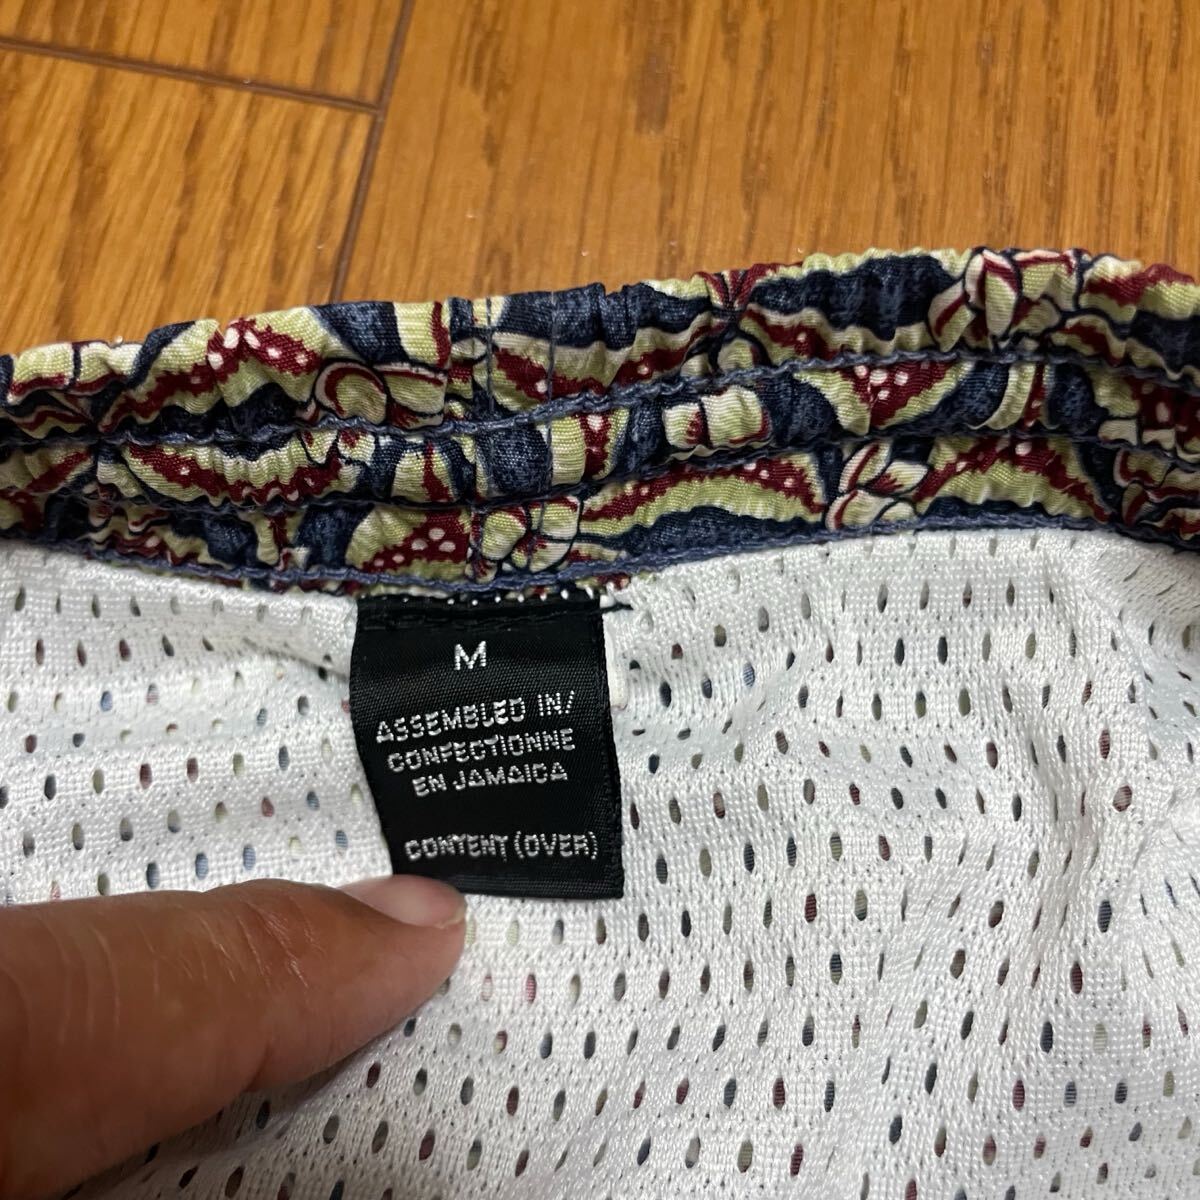 M
ASSEMBLED IN/
CONFECTIONNE
EN JAMAICA
CONTENT (OVER)